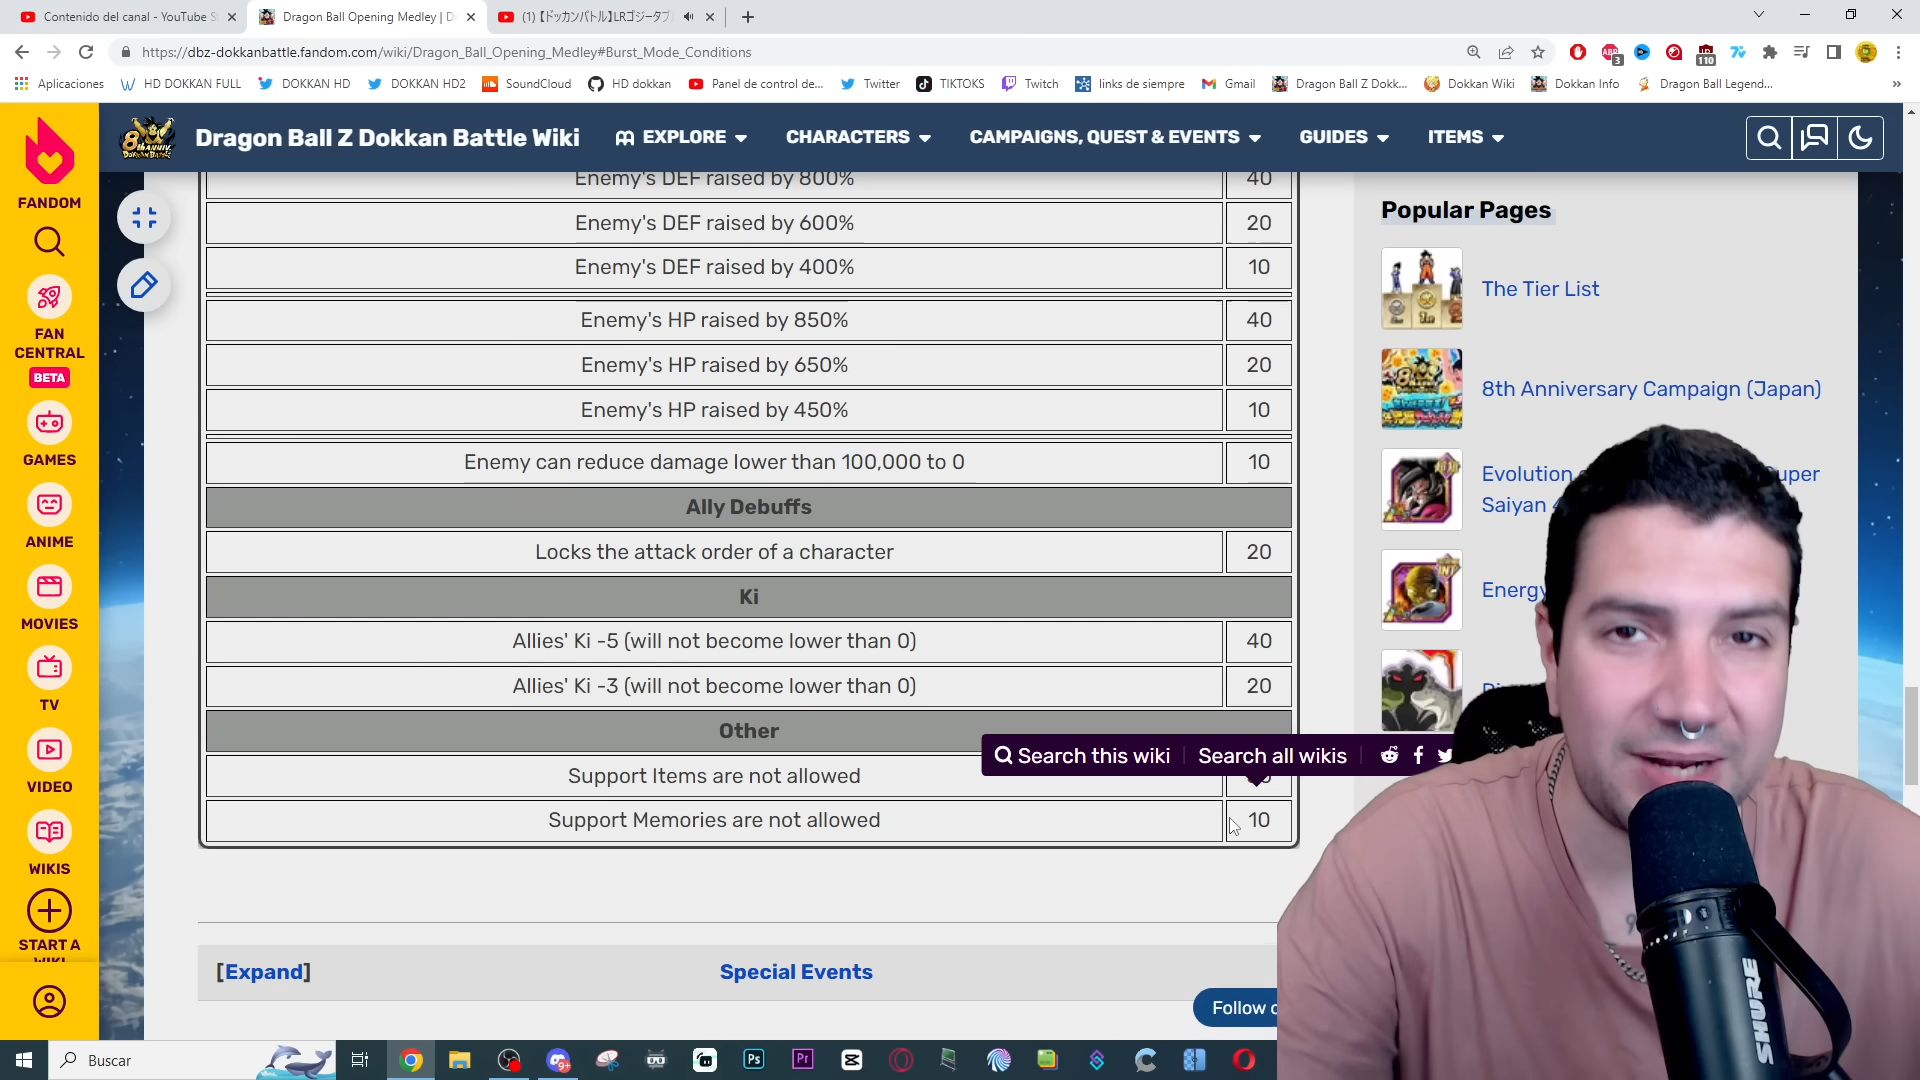 Contenido del canal - YouTube S
Dragon Ball Opening Medley | D
(1) 【ドッカンバトル】LRゴジータブ
https://dbz-dokkanbattle.fandom.com/wiki/Dragon_Ball_Opening_Medley#Burst_Mode_Conditions
ABP
3
110
Aplicaciones
HD DOKKAN FULL
DOKKAN HD
DOKKAN HD2
SoundCloud
HD dokkan
Panel de control de...
Twitter
TIKTOKS
Twitch
links de siempre
Gmail
Dragon Ball Z Dokk...
Dokkan Wiki
Dokkan Info
Dragon Ball Legend...
»
Dragon Ball Z Dokkan Battle Wiki
EXPLORE
CHARACTERS
CAMPAIGNS, QUEST & EVENTS
GUIDES
ITEMS
FANDOM
FAN
CENTRAL
BETA
GAMES
ANIME
MOVIES
TV
VIDEO
WIKIS
START A
WIKI
Enemy's DEF raised by 800% 40
Enemy's DEF raised by 600% 20
Enemy's DEF raised by 400% 10
Enemy's HP raised by 850% 40
Enemy's HP raised by 650% 20
Enemy's HP raised by 450% 10
Enemy can reduce damage lower than 100,000 to 0 10
Ally Debuffs
Locks the attack order of a character 20
Ki
Allies' Ki -5 (will not become lower than 0) 40
Allies' Ki -3 (will not become lower than 0) 20
Other
Search this wiki
Search all wikis
Support Items are not allowed
Support Memories are not allowed 10
[Expand]
Special Events
Follow o
Popular Pages
The Tier List
8th Anniversary Campaign (Japan)
Evolution
uper
Saiyan 4
Energy
SHURE
Buscar
9+
Ps
Pr